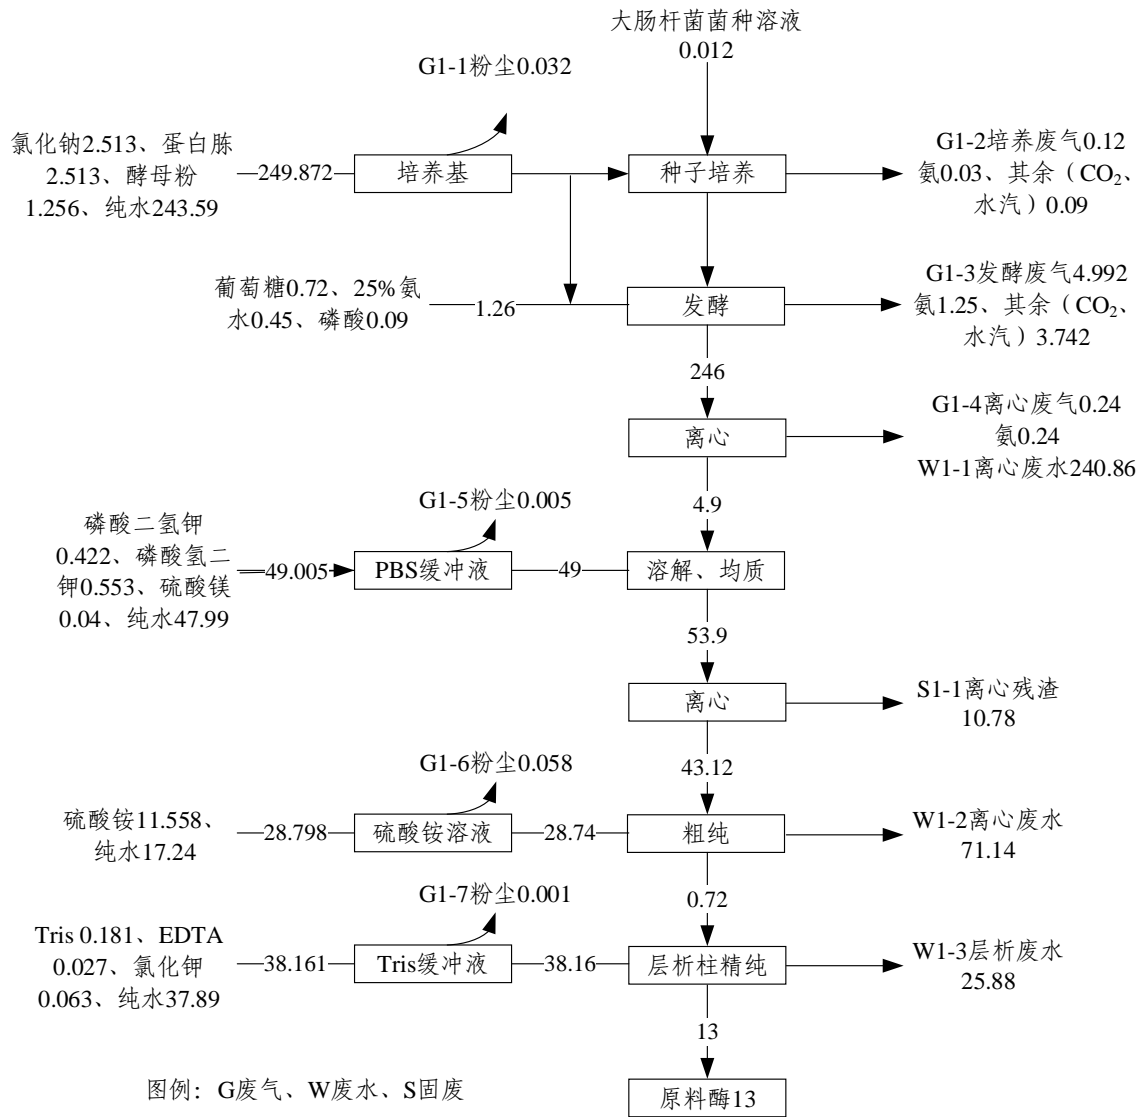 大肠杆菌菌种溶液
0.012
G1-1粉尘0.032
氯化钠2.513、蛋白胨
2.513、酵母粉
1.256、纯水243.59
249.872
培养基
种子培养
G1-2培养废气0.12
氨0.03、其余（CO₂、
水汽）0.09
葡萄糖0.72、25%氨
水0.45、磷酸0.09
1.26
发酵
G1-3发酵废气4.992
氨1.25、其余（CO₂、
水汽）3.742
246
离心
G1-4离心废气0.24
氨0.24
W1-1离心废水240.86
4.9
G1-5粉尘0.005
磷酸二氢钾
0.422、磷酸氢二
钾0.553、硫酸镁
0.04、纯水47.99
49.005
PBS缓冲液
49
溶解、均质
53.9
离心
S1-1离心残渣
10.78
43.12
G1-6粉尘0.058
硫酸铵11.558、
纯水17.24
28.798
硫酸铵溶液
28.74
粗纯
W1-2离心废水
71.14
0.72
G1-7粉尘0.001
Tris 0.181、EDTA
0.027、氯化钾
0.063、纯水37.89
38.161
Tris缓冲液
38.16
层析柱精纯
W1-3层析废水
25.88
13
原料酶13
图例：G废气、W废水、S固废